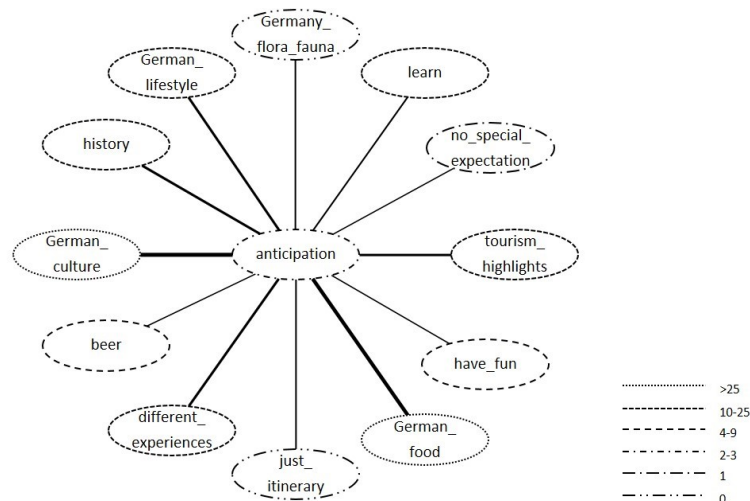 Germany_
flora_fauna
German_
lifestyle
learn
history
no_special_
expectation
German_
culture
anticipation
tourism_
highlights
beer
have_fun
different_
experiences
German_
food
just_
itinerary
>25
10-25
4-9
2-3
1
0